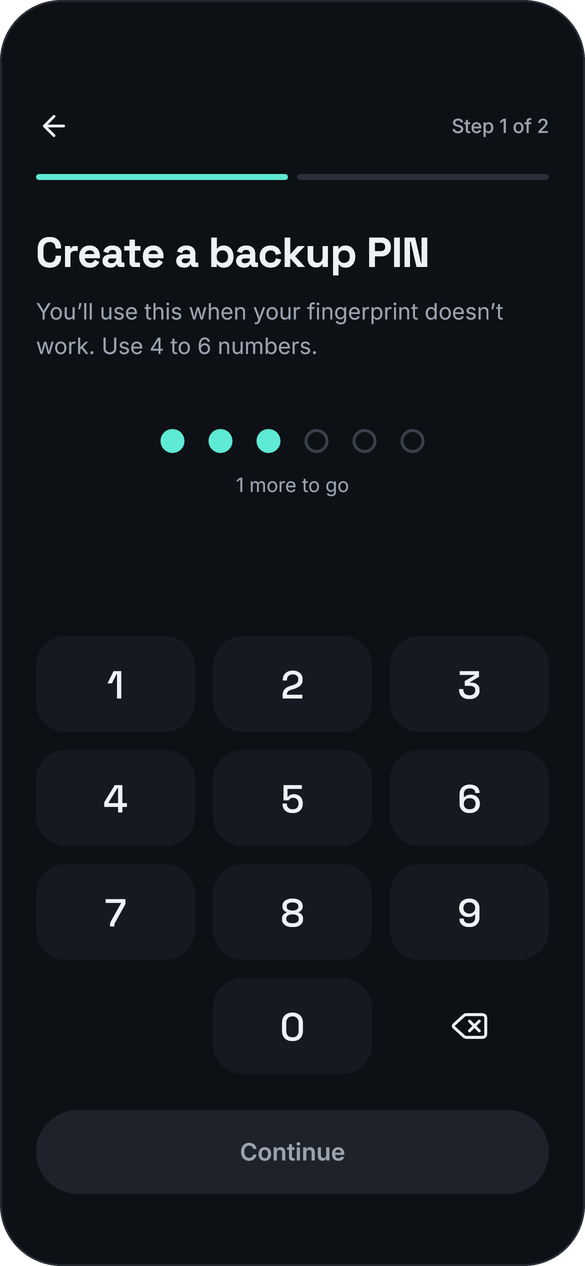 Step 1 of 2
Create a backup PIN
You’ll use this when your fingerprint doesn’t
work. Use 4 to 6 numbers.
1 more to go
1 2 3
4 5 6
7 8 9
0
Continue